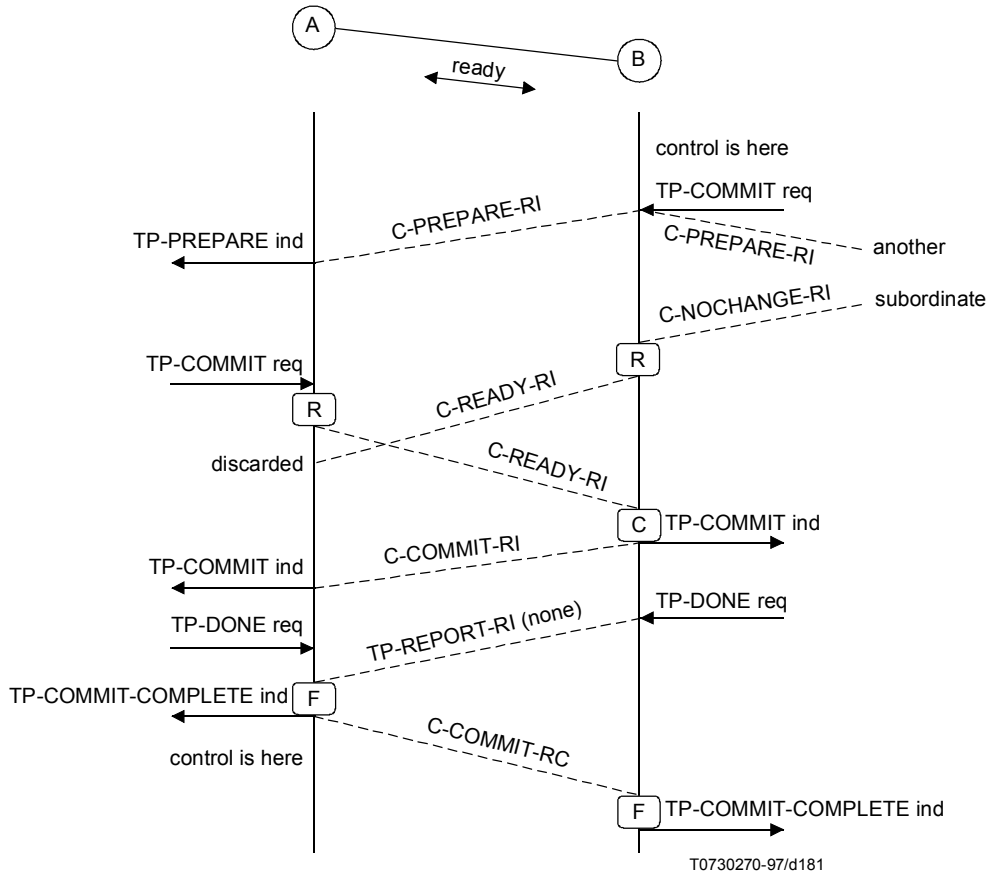 A
B
ready
control is here
TP-COMMIT req
C-PREPARE-RI
TP-PREPARE ind
C-PREPARE-RI
another
C-NOCHANGE-RI
subordinate
TP-COMMIT req
R
C-READY-RI
R
discarded
C-READY-RI
C
TP-COMMIT ind
C-COMMIT-RI
TP-COMMIT ind
TP-DONE req
TP-DONE req
TP-REPORT-RI (none)
TP-COMMIT-COMPLETE ind
F
C-COMMIT-RC
control is here
F
TP-COMMIT-COMPLETE ind
T0730270-97/d181